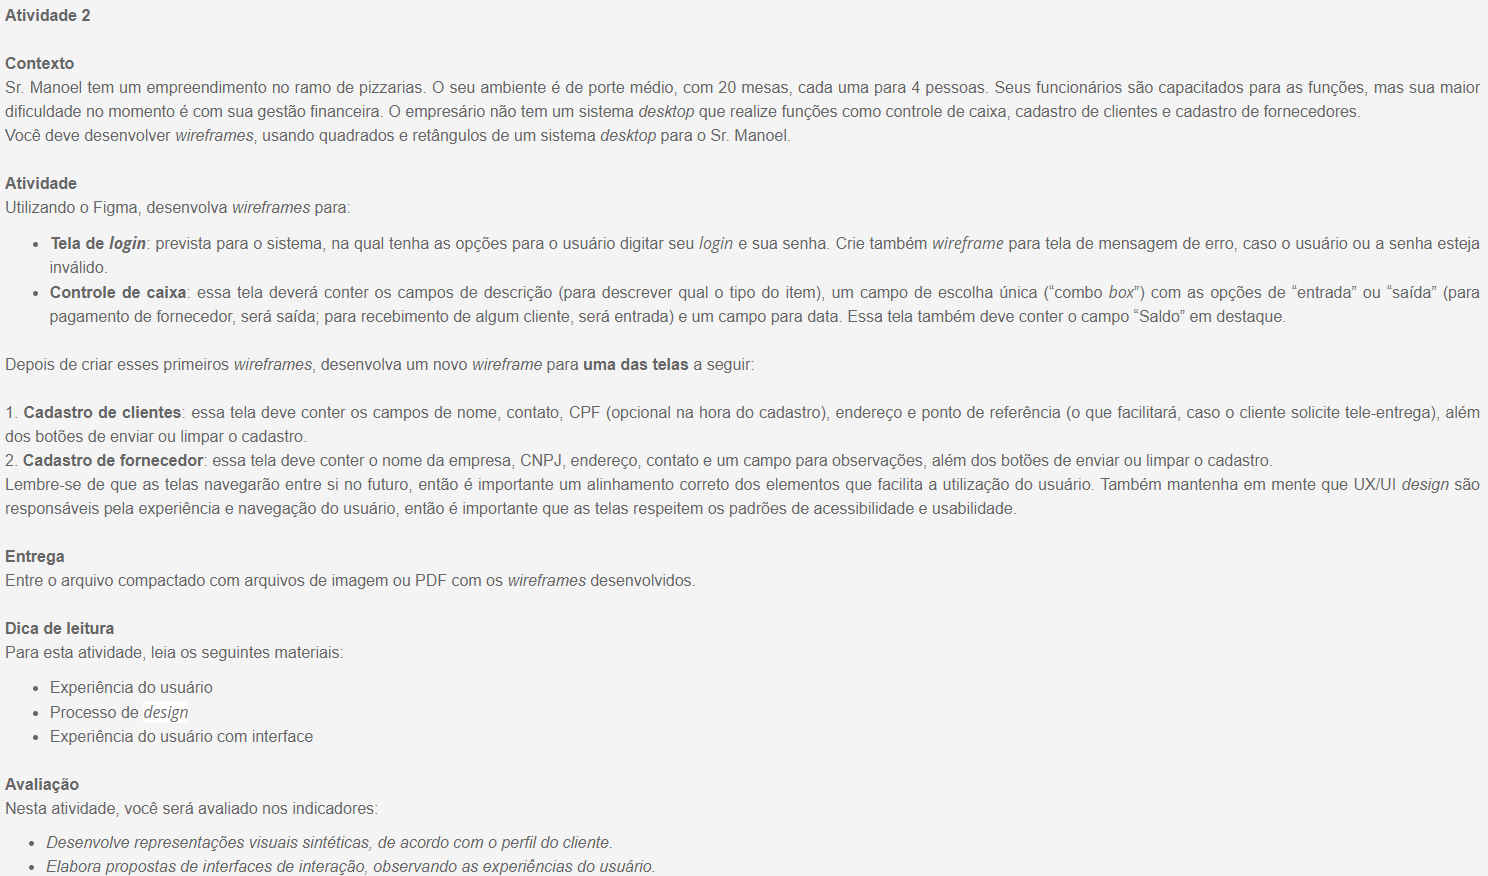 Atividade 2
Contexto
Sr. Manoel tem um empreendimento no ramo de pizzarias. O seu ambiente é de porte médio, com 20 mesas, cada uma para 4 pessoas. Seus funcionários são capacitados para as funções, mas sua maior
dificuldade no momento é com sua gestão financeira. O empresário não tem um sistema desktop que realize funções como controle de caixa, cadastro de clientes e cadastro de fornecedores.
Você deve desenvolver wireframes, usando quadrados e retângulos de um sistema desktop para o Sr. Manoel.
Atividade
Utilizando o Figma, desenvolva wireframes para:
• Tela de login: prevista para o sistema, na qual tenha as opções para o usuário digitar seu login e sua senha. Crie também wireframe para tela de mensagem de erro, caso o usuário ou a senha esteja
inválido.
• Controle de caixa: essa tela deverá conter os campos de descrição (para descrever qual o tipo do item), um campo de escolha única (“combo box”) com as opções de “entrada” ou “saída” (para
pagamento de fornecedor, será saída; para recebimento de algum cliente, será entrada) e um campo para data. Essa tela também deve conter o campo “Saldo” em destaque.
Depois de criar esses primeiros wireframes, desenvolva um novo wireframe para uma das telas a seguir:
1. Cadastro de clientes: essa tela deve conter os campos de nome, contato, CPF (opcional na hora do cadastro), endereço e ponto de referência (o que facilitará, caso o cliente solicite tele-entrega), além
dos botões de enviar ou limpar o cadastro.
2. Cadastro de fornecedor: essa tela deve conter o nome da empresa, CNPJ, endereço, contato e um campo para observações, além dos botões de enviar ou limpar o cadastro.
Lembre-se de que as telas navegarão entre si no futuro, então é importante um alinhamento correto dos elementos que facilita a utilização do usuário. Também mantenha em mente que UX/UI design são
responsáveis pela experiência e navegação do usuário, então é importante que as telas respeitem os padrões de acessibilidade e usabilidade.
Entrega
Entre o arquivo compactado com arquivos de imagem ou PDF com os wireframes desenvolvidos.
Dica de leitura
Para esta atividade, leia os seguintes materiais:
• Experiência do usuário
• Processo de design
• Experiência do usuário com interface
Avaliação
Nesta atividade, você será avaliado nos indicadores:
• Desenvolve representações visuais sintéticas, de acordo com o perfil do cliente.
• Elabora propostas de interfaces de interação, observando as experiências do usuário.